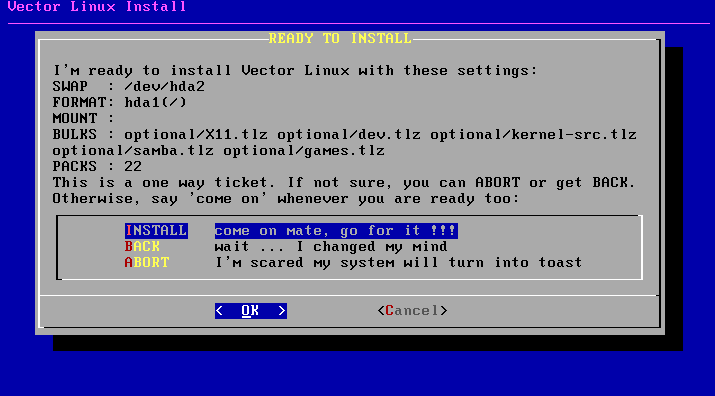 Vector Linux Install
READY TO INSTALL
I'm ready to install Vector Linux with these settings:
SWAP  : /dev/hda2
FORMAT: hda1(/)
MOUNT :
BULKS : optional/X11.tlz optional/dev.tlz optional/kernel-src.tlz
optional/samba.tlz optional/games.tlz
PACKS : 22
This is a one way ticket. If not sure, you can ABORT or get BACK.
Otherwise, say 'come on' whenever you are ready too:
INSTALL   come on mate, go for it !!!
BACK      wait ... I changed my mind
ABORT     I'm scared my system will turn into toast
<  OK  >          <Cancel>